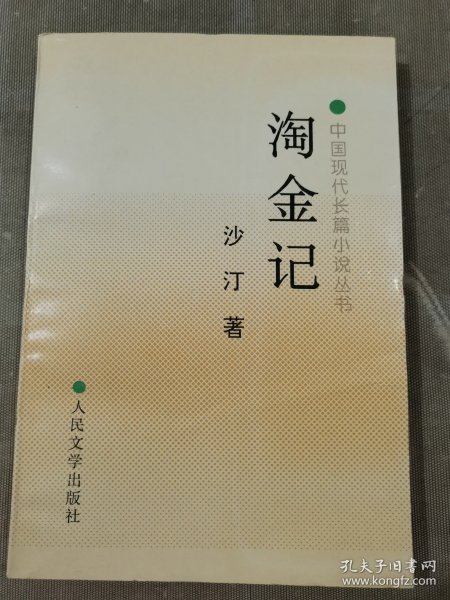 中国现代长篇小说丛书
淘金记
沙汀著
人民文学出版社
孔夫子旧书网
www.kongfz.com